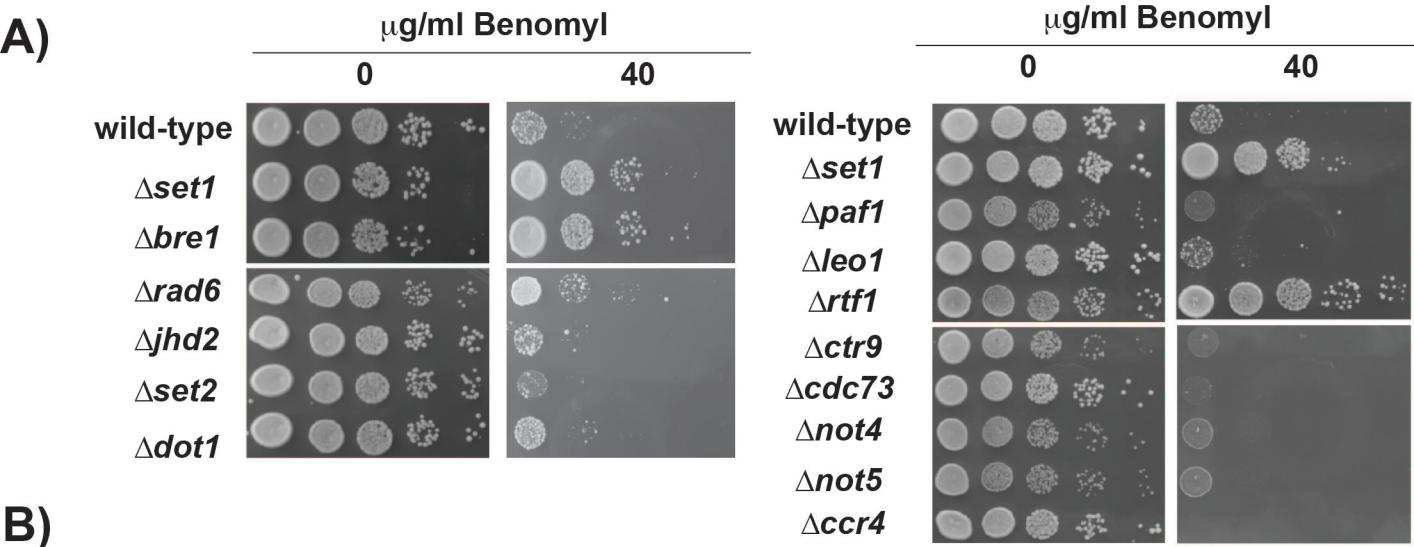 A)
μg/ml Benomyl
0 40
wild-type
Δset1
Δbre1
Δrad6
Δjhd2
Δset2
Δdot1
μg/ml Benomyl
0 40
wild-type
Δset1
Δpaf1
Δleo1
Δrtf1
Δctr9
Δcdc73
Δnot4
Δnot5
Δccr4
B)